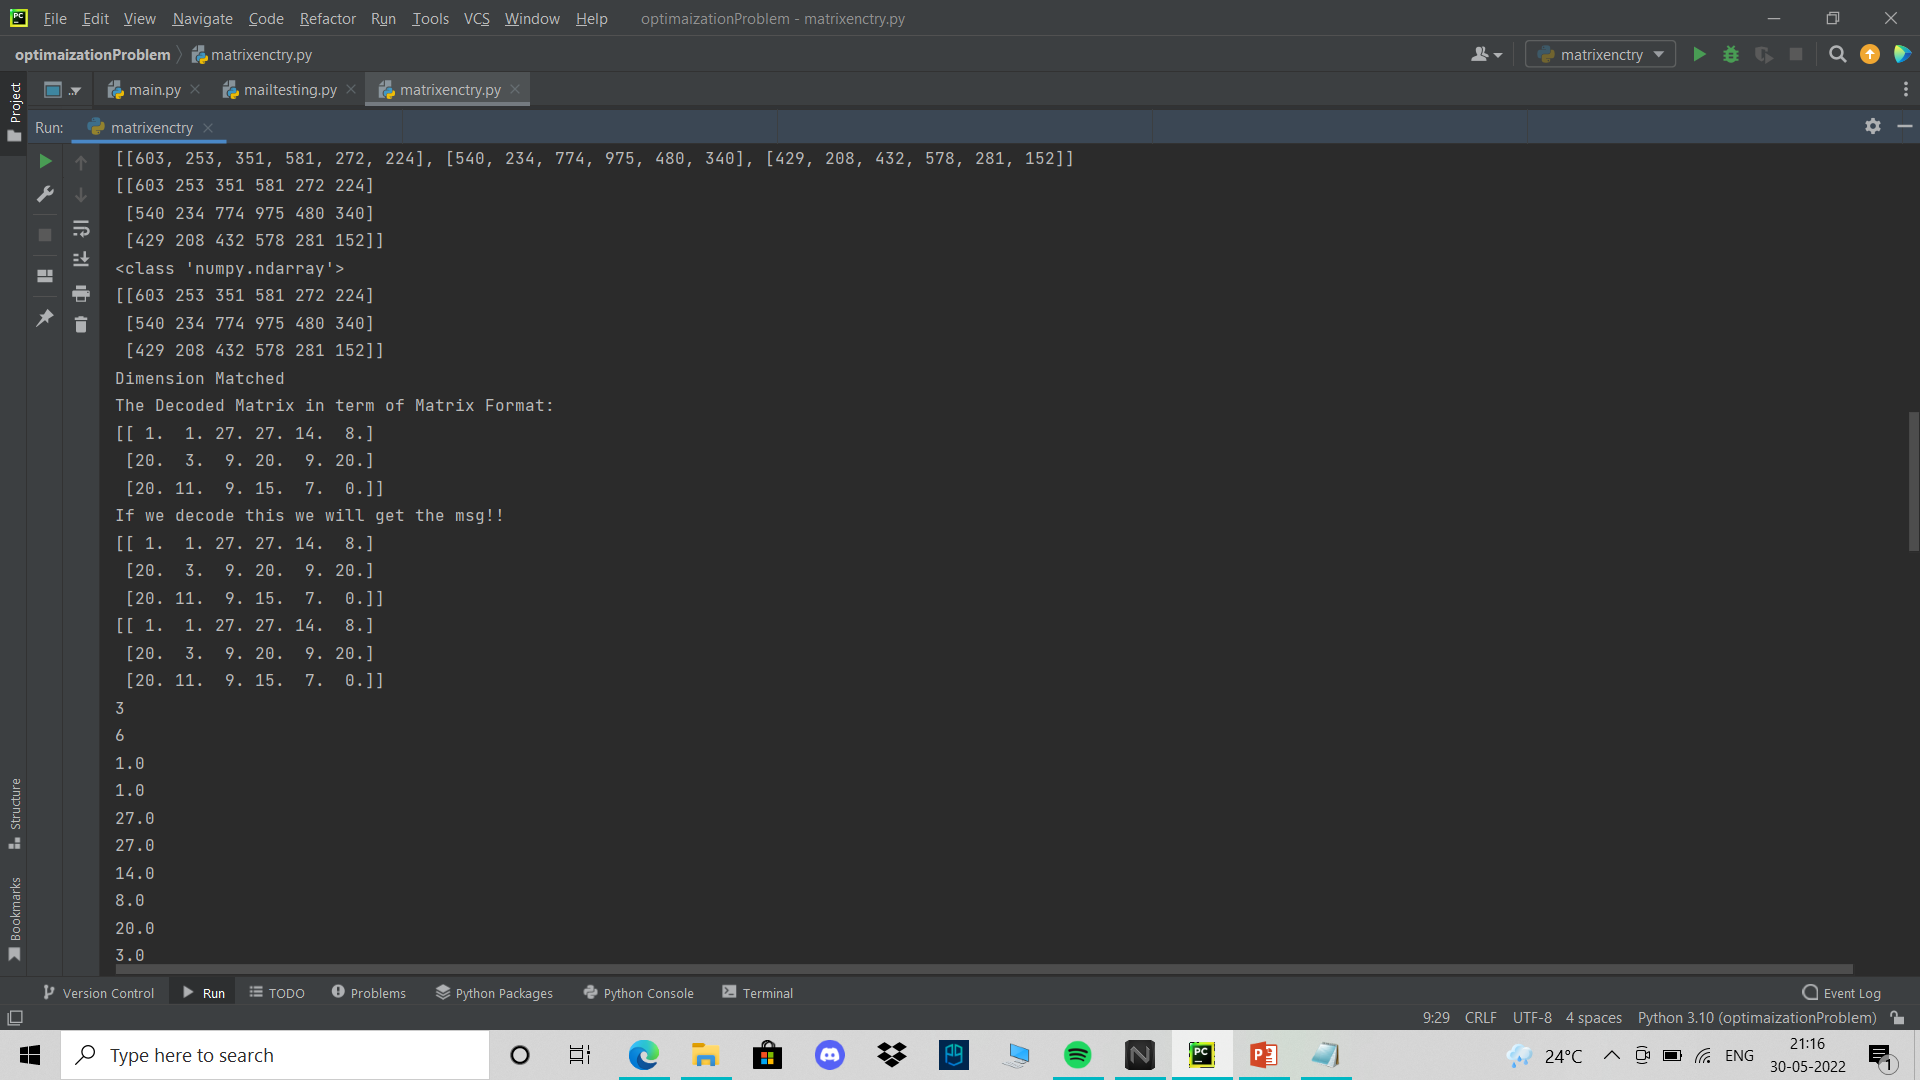 File Edit View Navigate Code Refactor Run Tools VCS Window Help optimaizationProblem - matrixenctry.py
optimaizationProblem matrixenctry.py matrixenctry
Project
main.py mailtesting.py matrixenctry.py
Run: matrixenctry
[[603, 253, 351, 581, 272, 224], [540, 234, 774, 975, 480, 340], [429, 208, 432, 578, 281, 152]]
[[603 253 351 581 272 224]
[540 234 774 975 480 340]
[429 208 432 578 281 152]]
<class 'numpy.ndarray'>
[[603 253 351 581 272 224]
[540 234 774 975 480 340]
[429 208 432 578 281 152]]
Dimension Matched
The Decoded Matrix in term of Matrix Format:
[[ 1.  1. 27. 27. 14.  8.]
[20.  3.  9. 20.  9. 20.]
[20. 11.  9. 15.  7.  0.]]
If we decode this we will get the msg!!
[[ 1.  1. 27. 27. 14.  8.]
[20.  3.  9. 20.  9. 20.]
[20. 11.  9. 15.  7.  0.]]
[[ 1.  1. 27. 27. 14.  8.]
[20.  3.  9. 20.  9. 20.]
[20. 11.  9. 15.  7.  0.]]
3
6
1.0
1.0
27.0
27.0
14.0
8.0
20.0
3.0
Structure
Bookmarks
Version Control Run TODO Problems Python Packages Python Console Terminal Event Log
9:29 CRLF UTF-8 4 spaces Python 3.10 (optimaizationProblem)
Type here to search
24°C ENG
21:16
30-05-2022
1